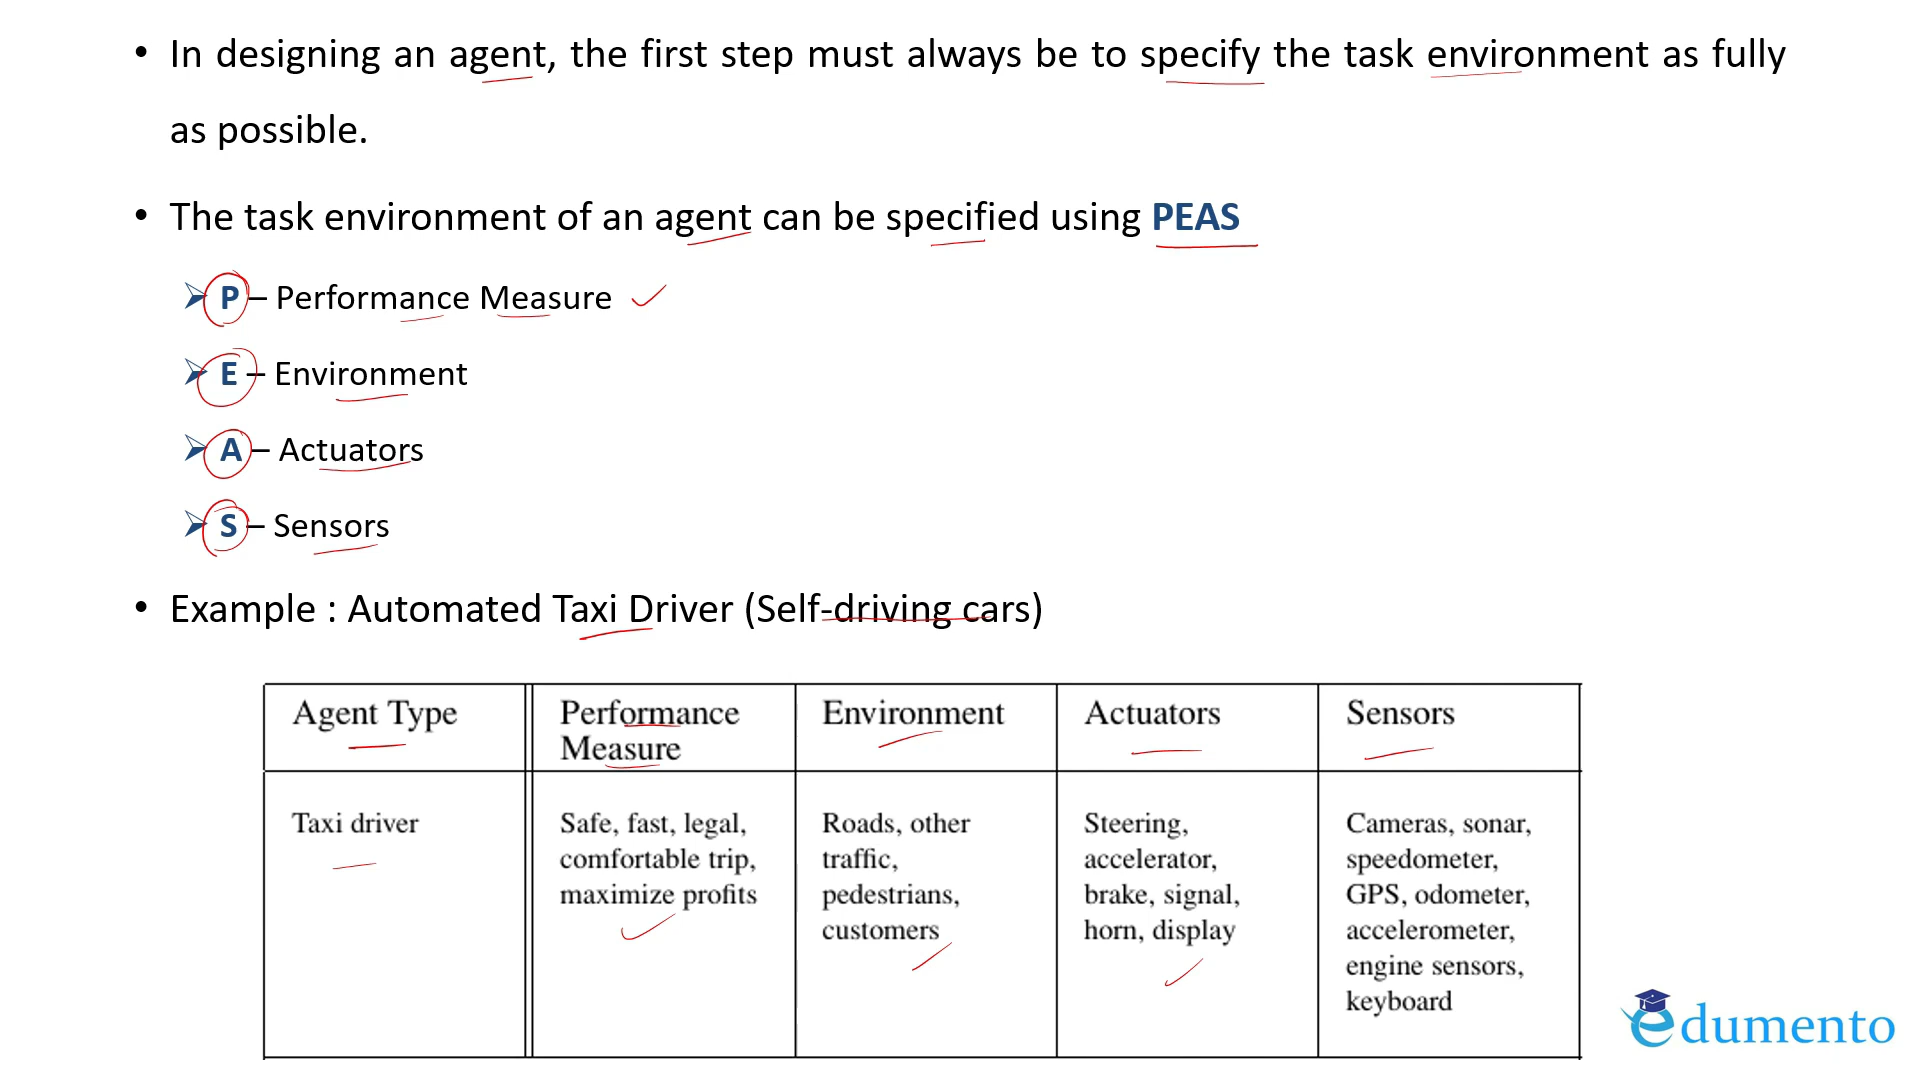 • In designing an agent, the first step must always be to specify the task environment as fully
as possible.
• The task environment of an agent can be specified using PEAS
➢ P – Performance Measure
➢ E – Environment
➢ A – Actuators
➢ S – Sensors
• Example : Automated Taxi Driver (Self-driving cars)
Agent Type
Performance
Measure
Environment
Actuators
Sensors
Taxi driver
Safe, fast, legal,
comfortable trip,
maximize profits
Roads, other
traffic,
pedestrians,
customers
Steering,
accelerator,
brake, signal,
horn, display
Cameras, sonar,
speedometer,
GPS, odometer,
accelerometer,
engine sensors,
keyboard
edumento